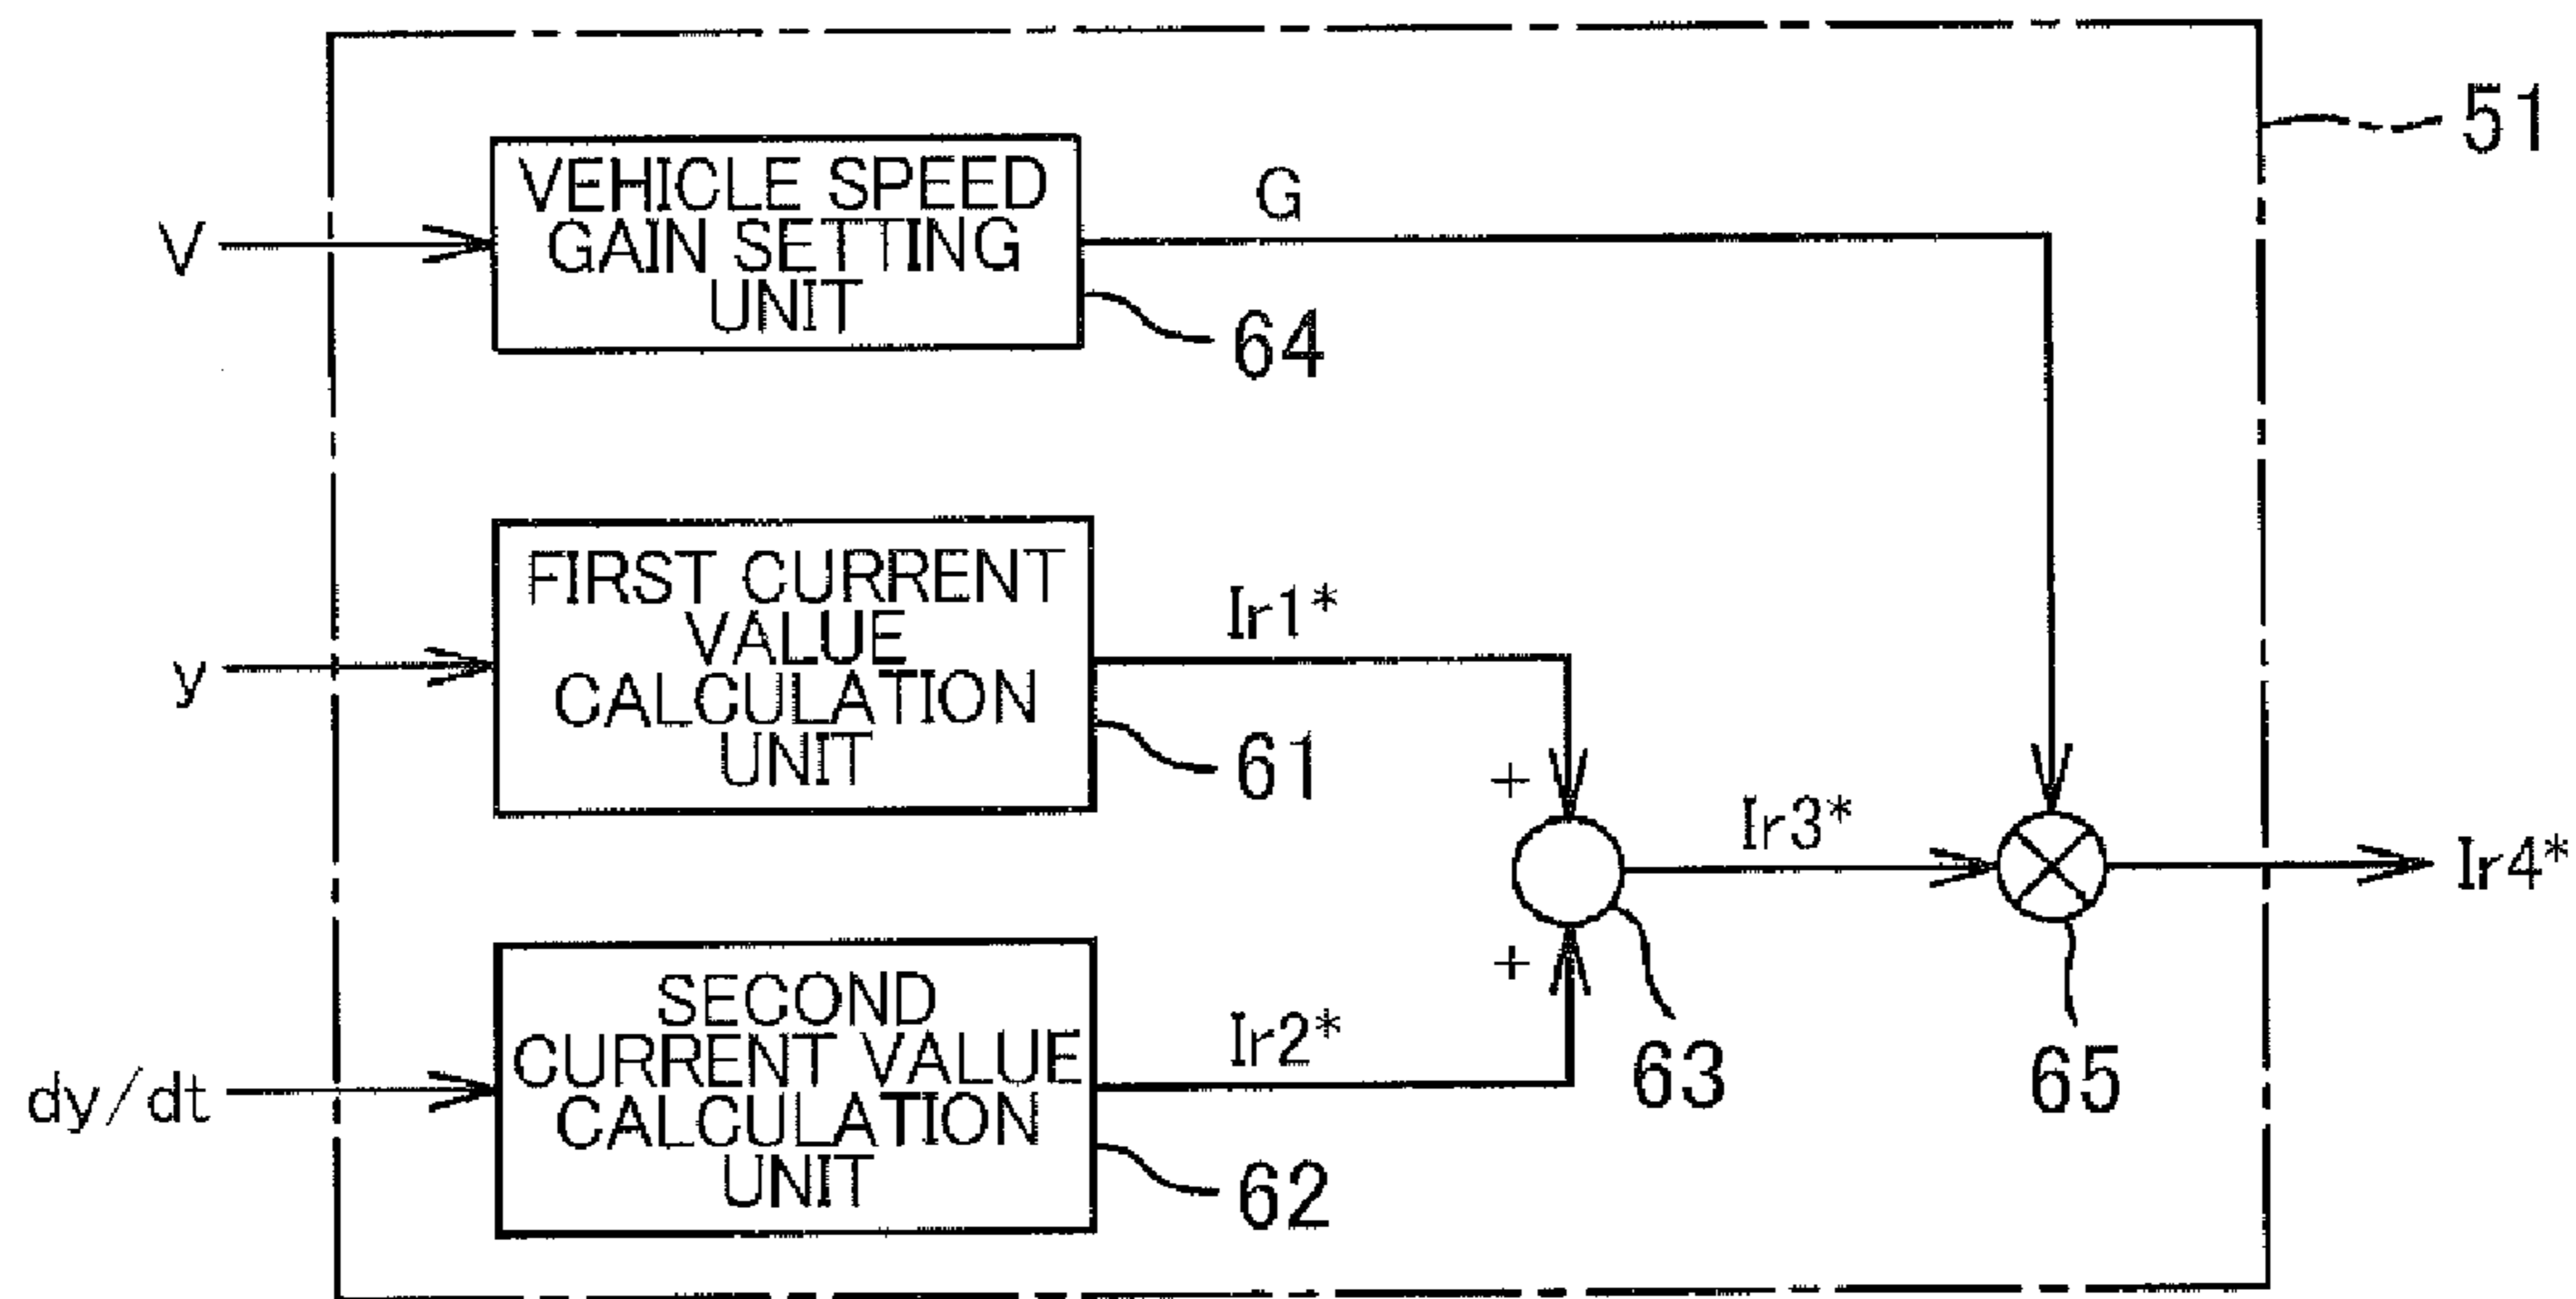 51
V
VEHICLE SPEED
GAIN SETTING
UNIT
G
64
y
FIRST CURRENT
VALUE
CALCULATION
UNIT
Ir1*
61
+
Ir3*
Ir4*
+
63
65
dy/dt
SECOND
CURRENT VALUE
CALCULATION
UNIT
Ir2*
62